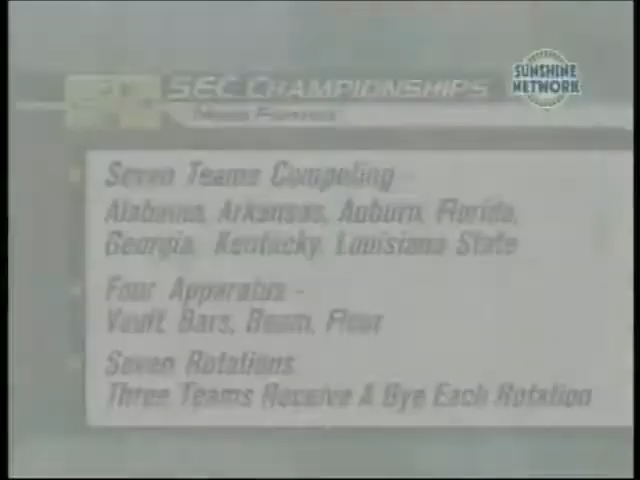 SUNSHINE
NETWORK
SEC CHAMPIONSHIPS
Seven Teams Competing
Alabama, Arkansas, Auburn, Florida,
Georgia, Kentucky, Louisiana State
Four Apparatus -
Vault, Bars, Beam, Floor
Seven Rotations
Three Teams Receive A Bye Each Rotation